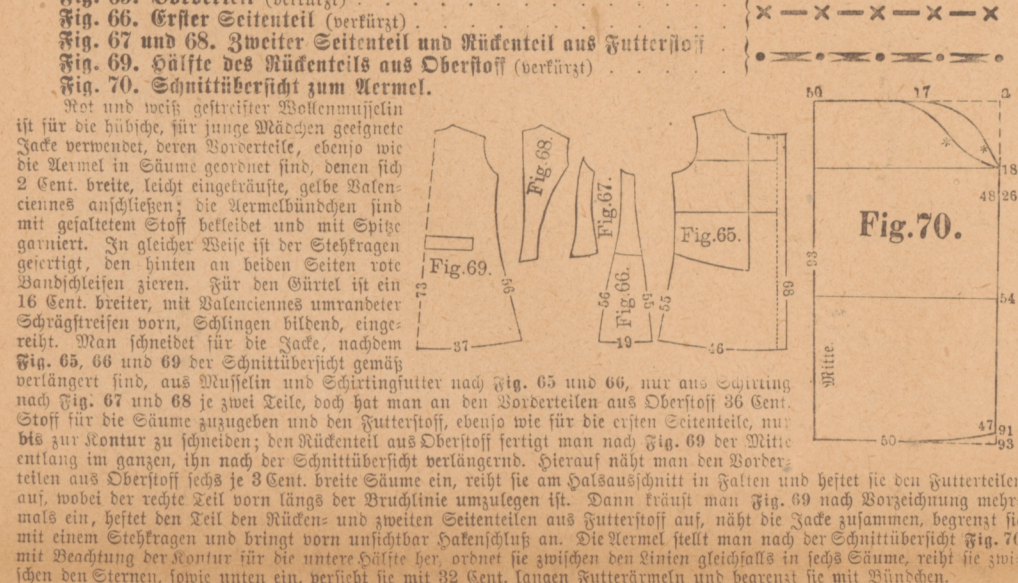 Fig. 66. Erster Seitenteil (verkürzt)
Fig. 67 und 68. Zweiter Seitenteil und Rückenteil aus Futterstoff
Fig. 69. Hälfte des Rückenteils aus Oberstoff (verkürzt)
Fig. 70. Schnittübersicht zum Aermel.
Rot und weiß gestreifter Wollenmusselin
ist für die hübsche, für junge Mädchen geeignete
Jacke verwendet, deren Vorderteile, ebenso wie
die Aermel in Säume geordnet sind, denen sich
2 Cent. breite, leicht eingekräuste, gelbe Valen-
ciennes anschließen; die Aermelbündchen sind
mit gefaltetem Stoff bekleidet und mit Spitze
garniert. In gleicher Weise ist der Stehkragen
gefertigt, den hinten an beiden Seiten rote
Bandschleifen zieren. Für den Gürtel ist ein
16 Cent. breiter, mit Valenciennes umrandeter
Schrägstreifen vorn, Schlingen bildend, einge-
reiht. Man schneidet für die Jacke, nachdem
Fig. 65, 66 und 69 der Schnittübersicht gemäß
verlängert sind, aus Musselin und Schirtingfutter nach Fig. 65 und 66, nur aus Schirting
nach Fig. 67 und 68 je zwei Teile, doch hat man an den Vorderteilen aus Oberstoff 36 Cent.
Stoff für die Säume zuzugeben und den Futterstoff, ebenso wie für die ersten Seitenteile, nur
bis zur Kontur zu schneiden; den Rückenteil aus Oberstoff fertigt man nach Fig. 69 der Mitte
entlang im ganzen, ihn nach der Schnittübersicht verlängernd. Hierauf näht man den Vorder-
teilen aus Oberstoff sechs je 3 Cent. breite Säume ein, reiht sie am Halsausschnitt in Falten und heftet sie den Futterteilen
auf, wobei der rechte Teil vorn längs der Bruchlinie umzulegen ist. Dann kräust man Fig. 69 nach Vorzeichnung mehr-
mals ein, heftet den Teil den Rücken- und zweiten Seitenteilen aus Futterstoff auf, näht die Jacke zusammen, begrenzt sie
mit einem Stehkragen und bringt vorn unsichtbar Hakenschluß an. Die Aermel stellt man nach der Schnittübersicht Fig. 70
mit Beachtung der Kontur für die untere Hälfte her, ordnet sie zwischen den Linien gleichfalls in sechs Säume, reiht sie zwi-
schen den Sternen, sowie unten ein, versieht sie mit 32 Cent. langen Futterärmeln und begrenzt sie mit Bündchen
Fig.69.
73
56
37
Fig.68.
Fig.67.
Fig.66.
56
55
19
Fig.65.
55
89
46
50
17
18
48
26
Fig.70.
93
54
Mitte.
47
91
50
93